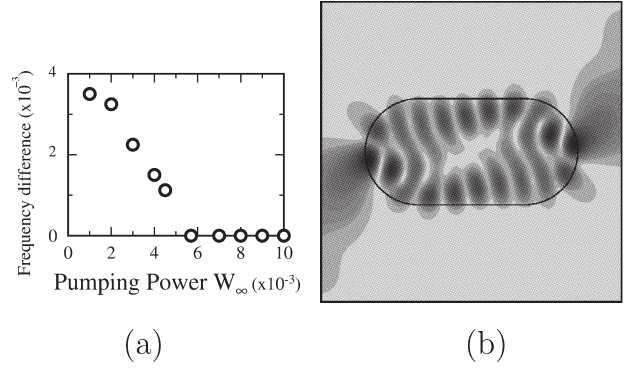 Frequency difference (x10⁻³)
4
2
0
0 2 4 6 8 10
Pumping Power W∞ (x10⁻³)
(a) (b)